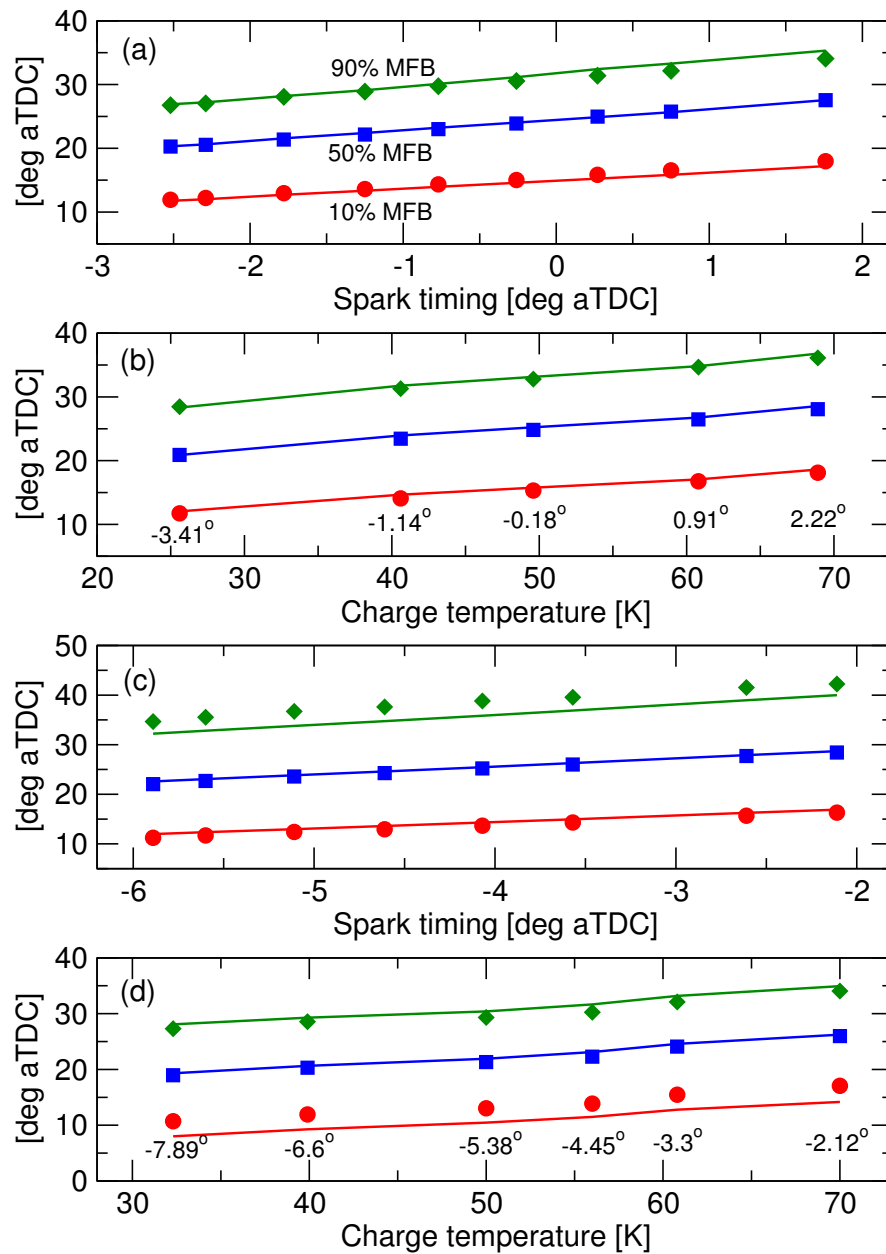 40
(a)
90% MFB
30
50% MFB
20
10% MFB
10
[deg aTDC]
-3 -2 -1 0 1 2
Spark timing [deg aTDC]
40
(b)
30
20
10
[deg aTDC]
-3.41° -1.14° -0.18° 0.91° 2.22°
20 30 40 50 60 70
Charge temperature [K]
50
(c)
40
30
20
10
[deg aTDC]
-6 -5 -4 -3 -2
Spark timing [deg aTDC]
40
(d)
30
20
10
0
[deg aTDC]
-7.89° -6.6° -5.38° -4.45° -3.3° -2.12°
30 40 50 60 70
Charge temperature [K]